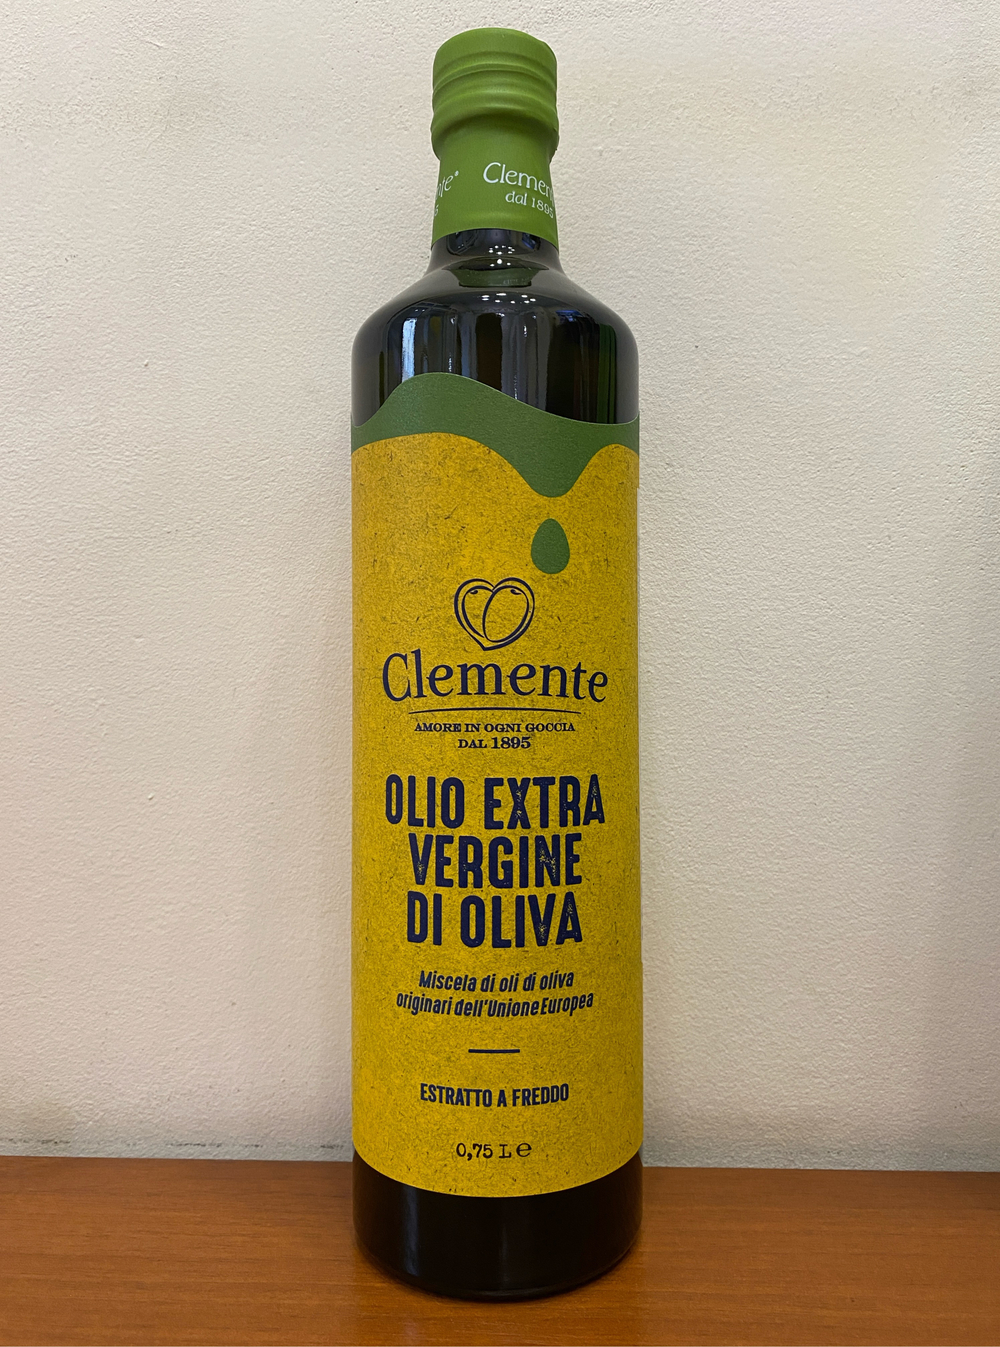 Clemente
dal 1895
Clemente
AMORE IN OGNI GOCCIA
DAL 1895
OLIO EXTRA
VERGINE
DI OLIVA
Miscela di oli di oliva
originari dell'Unione Europea
ESTRATTO A FREDDO
0,75 L ℮